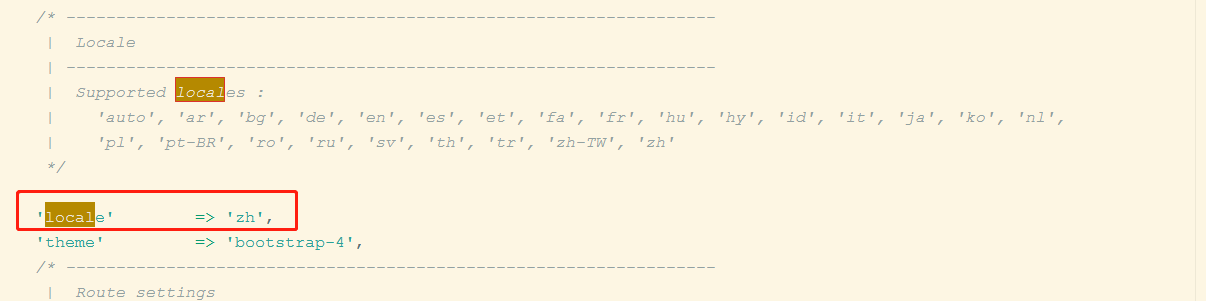 /* -----------------------------------------------------------------
|  Locale
| -----------------------------------------------------------------
|  Supported locales :
|    'auto', 'ar', 'bg', 'de', 'en', 'es', 'et', 'fa', 'fr', 'hu', 'hy', 'id', 'it', 'ja', 'ko', 'nl',
|    'pl', 'pt-BR', 'ro', 'ru', 'sv', 'th', 'tr', 'zh-TW', 'zh'
*/
'locale'        => 'zh',
'theme'         => 'bootstrap-4',
/* -----------------------------------------------------------------
|  Route settings